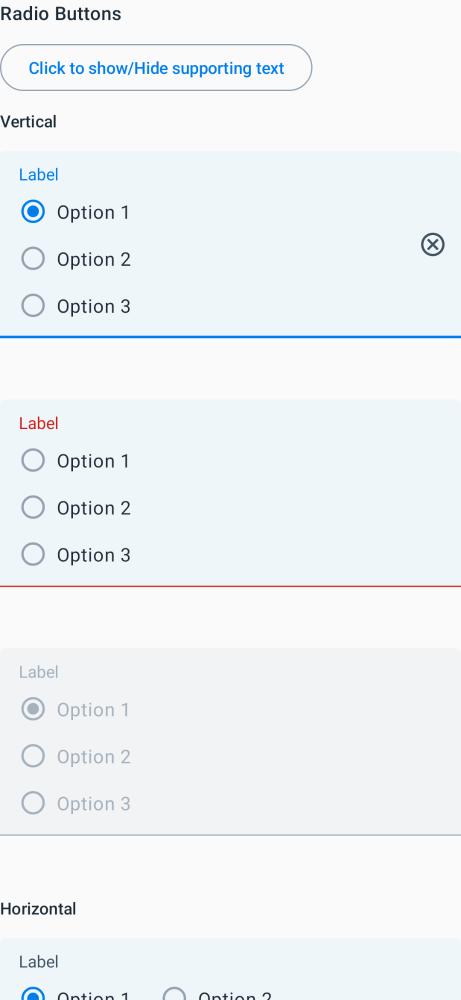 Radio Buttons
Click to show/Hide supporting text
Vertical
Label
Option 1
Option 2
Option 3
Label
Option 1
Option 2
Option 3
Label
Option 1
Option 2
Option 3
Horizontal
Label
Option 1 Option 2